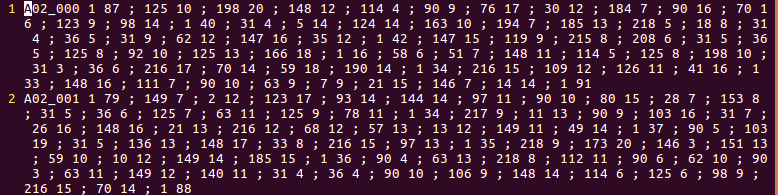 1 A02_000 1 87 ; 125 10 ; 198 20 ; 148 12 ; 114 4 ; 90 9 ; 76 17 ; 30 12 ; 184 7 ; 90 16 ; 70 1
6 ; 123 9 ; 98 14 ; 1 40 ; 31 4 ; 5 14 ; 124 14 ; 163 10 ; 194 7 ; 185 13 ; 218 5 ; 18 8 ; 31
4 ; 36 5 ; 31 9 ; 62 12 ; 147 16 ; 35 12 ; 1 42 ; 147 15 ; 119 9 ; 215 8 ; 208 6 ; 31 5 ; 36
5 ; 125 8 ; 92 10 ; 125 13 ; 166 18 ; 1 16 ; 58 6 ; 51 7 ; 148 11 ; 114 5 ; 125 8 ; 198 10 ;
31 3 ; 36 6 ; 216 17 ; 70 14 ; 59 18 ; 190 14 ; 1 34 ; 216 15 ; 109 12 ; 126 11 ; 41 16 ; 1
33 ; 148 16 ; 111 7 ; 90 10 ; 63 9 ; 7 9 ; 21 15 ; 146 7 ; 14 14 ; 1 91
2 A02_001 1 79 ; 149 7 ; 2 12 ; 123 17 ; 93 14 ; 144 14 ; 97 11 ; 90 10 ; 80 15 ; 28 7 ; 153 8
; 31 5 ; 36 6 ; 125 7 ; 63 11 ; 125 9 ; 78 11 ; 1 34 ; 217 9 ; 11 13 ; 90 9 ; 103 16 ; 31 7 ;
26 16 ; 148 16 ; 21 13 ; 216 12 ; 68 12 ; 57 13 ; 13 12 ; 149 11 ; 49 14 ; 1 37 ; 90 5 ; 103
19 ; 31 5 ; 136 13 ; 148 17 ; 33 8 ; 216 15 ; 97 13 ; 1 35 ; 218 9 ; 173 20 ; 146 3 ; 151 13
; 59 10 ; 10 12 ; 149 14 ; 185 15 ; 1 36 ; 90 4 ; 63 13 ; 218 8 ; 112 11 ; 90 6 ; 62 10 ; 90
3 ; 63 11 ; 149 12 ; 140 11 ; 31 4 ; 36 4 ; 90 10 ; 106 9 ; 148 14 ; 114 6 ; 125 6 ; 98 9 ;
216 15 ; 70 14 ; 1 88